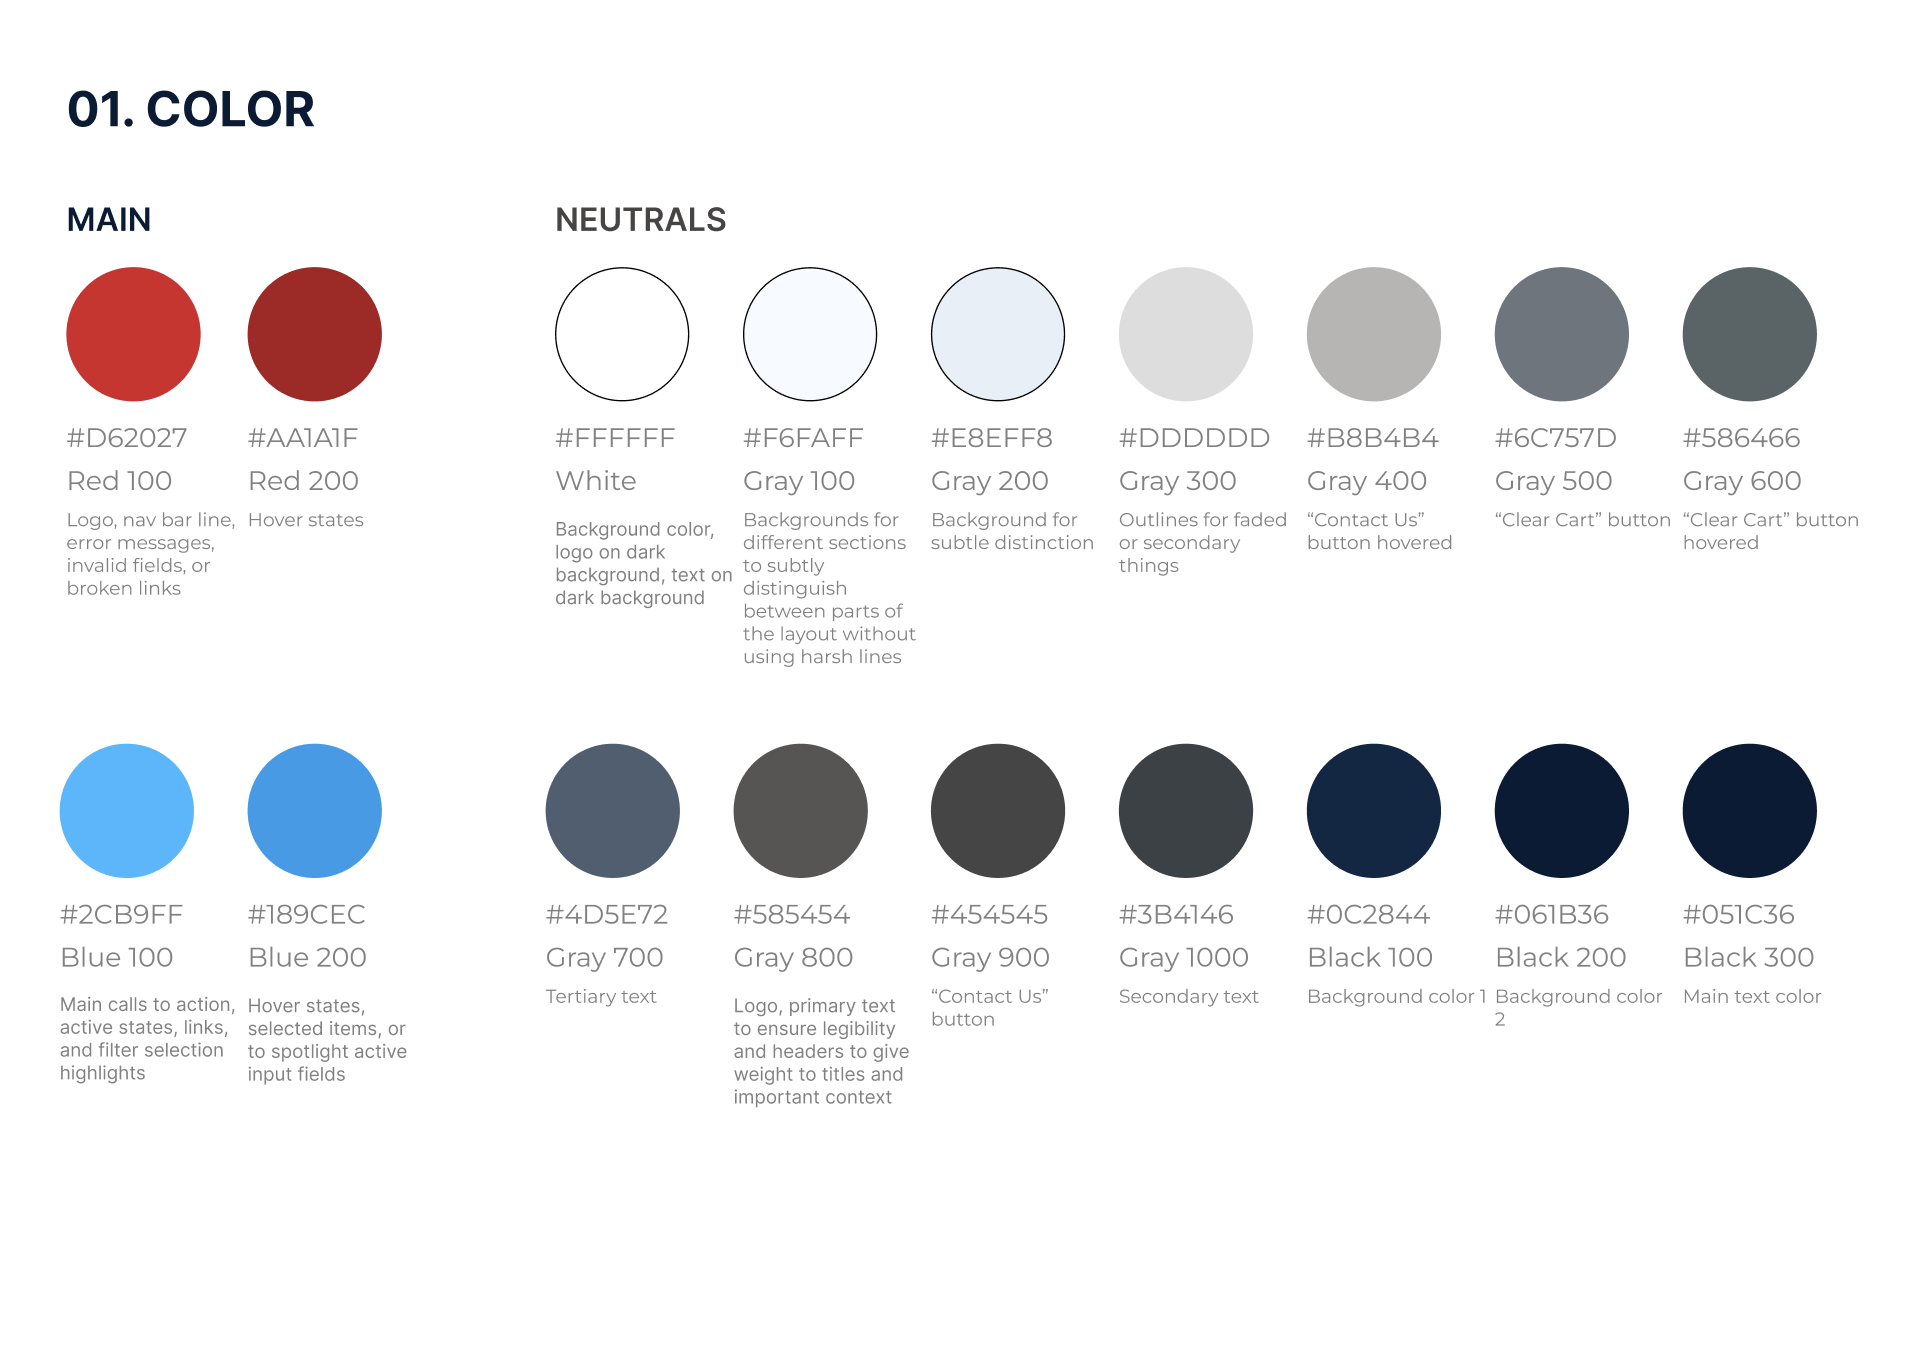 01. COLOR
MAIN
#D62027
Red 100
Logo, nav bar line,
error messages,
invalid fields, or
broken links
#AA1A1F
Red 200
Hover states
#2CB9FF
Blue 100
Main calls to action,
active states, links,
and filter selection
highlights
#189CEC
Blue 200
Hover states,
selected items, or
to spotlight active
input fields
NEUTRALS
#FFFFFF
White
Background color,
logo on dark
background, text on
dark background
#F6FAFF
Gray 100
Backgrounds for
different sections
to subtly
distinguish
between parts of
the layout without
using harsh lines
#E8EFF8
Gray 200
Background for
subtle distinction
#DDDDDD
Gray 300
Outlines for faded
or secondary
things
#B8B4B4
Gray 400
“Contact Us”
button hovered
#6C757D
Gray 500
“Clear Cart” button
#586466
Gray 600
“Clear Cart” button
hovered
#4D5E72
Gray 700
Tertiary text
#585454
Gray 800
Logo, primary text
to ensure legibility
and headers to give
weight to titles and
important context
#454545
Gray 900
“Contact Us”
button
#3B4146
Gray 1000
Secondary text
#0C2844
Black 100
Background color 1
#061B36
Black 200
Background color
2
#051C36
Black 300
Main text color